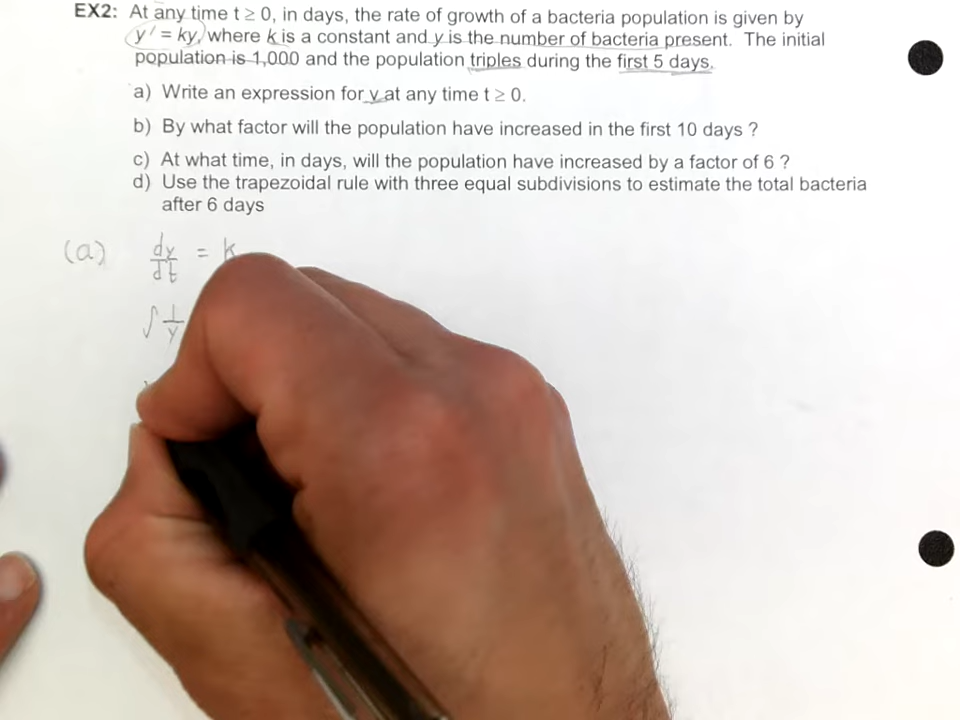 EX2: At any time t ≥ 0, in days, the rate of growth of a bacteria population is given by
y ′ = ky, where k is a constant and y is the number of bacteria present. The initial
population is 1,000 and the population triples during the first 5 days.
a) Write an expression for y at any time t ≥ 0.
b) By what factor will the population have increased in the first 10 days ?
c) At what time, in days, will the population have increased by a factor of 6 ?
d) Use the trapezoidal rule with three equal subdivisions to estimate the total bacteria
after 6 days
(a) dy/dt = k
∫ 1/y